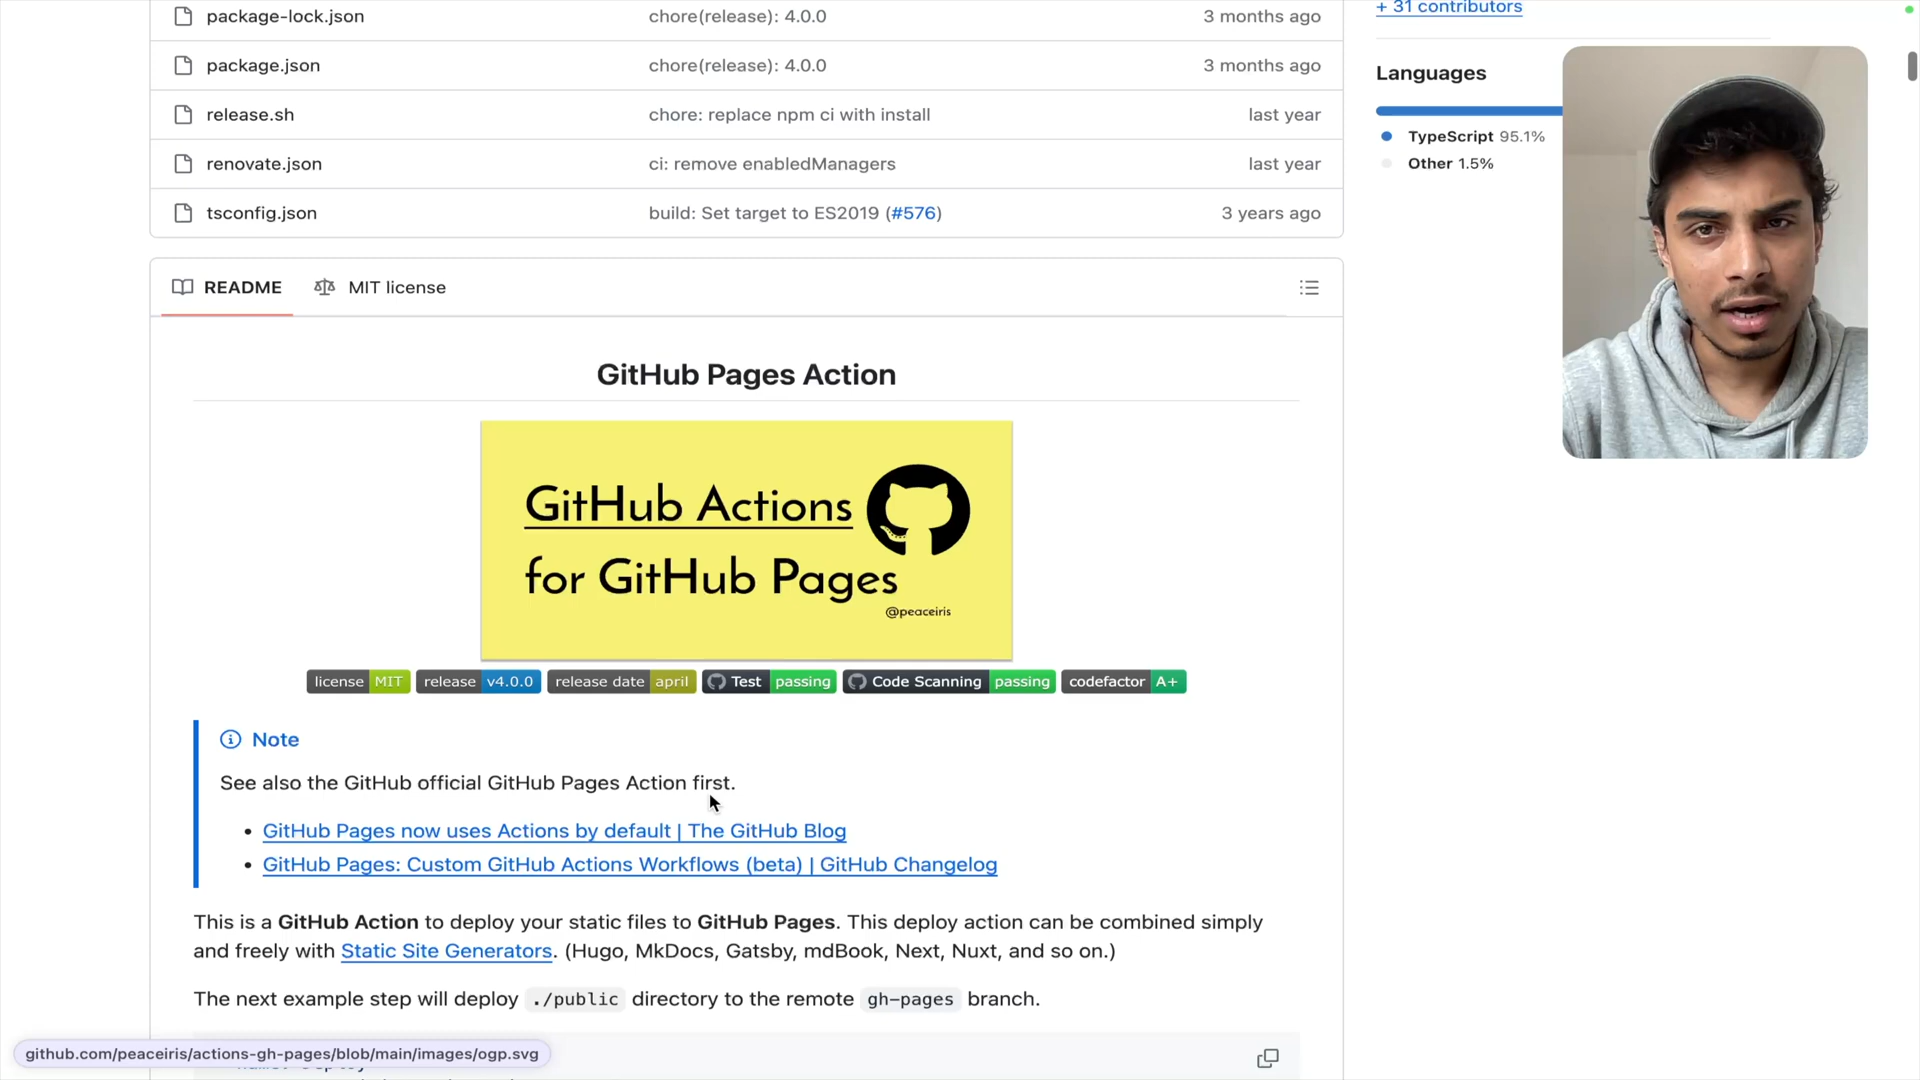 package-lock.json chore(release): 4.0.0 3 months ago
package.json chore(release): 4.0.0 3 months ago
release.sh chore: replace npm ci with install last year
renovate.json ci: remove enabledManagers last year
tsconfig.json build: Set target to ES2019 (#576) 3 years ago
+ 31 contributors
Languages
TypeScript 95.1%
Other 1.5%
README MIT license
GitHub Pages Action
GitHub Actions
for GitHub Pages
@peaceiris
license MIT release v4.0.0 release date april Test passing Code Scanning passing codefactor A+
Note
See also the GitHub official GitHub Pages Action first.
• GitHub Pages now uses Actions by default | The GitHub Blog
• GitHub Pages: Custom GitHub Actions Workflows (beta) | GitHub Changelog
This is a GitHub Action to deploy your static files to GitHub Pages. This deploy action can be combined simply
and freely with Static Site Generators. (Hugo, MkDocs, Gatsby, mdBook, Next, Nuxt, and so on.)
The next example step will deploy ./public directory to the remote gh-pages branch.
github.com/peaceiris/actions-gh-pages/blob/main/images/ogp.svg